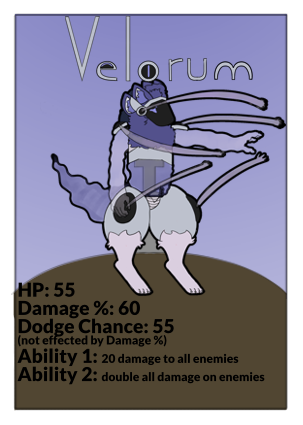 Velorum
HP: 55
Damage %: 60
Dodge Chance: 55
(not effected by Damage %)
Ability 1: 20 damage to all enemies
Ability 2: double all damage on enemies